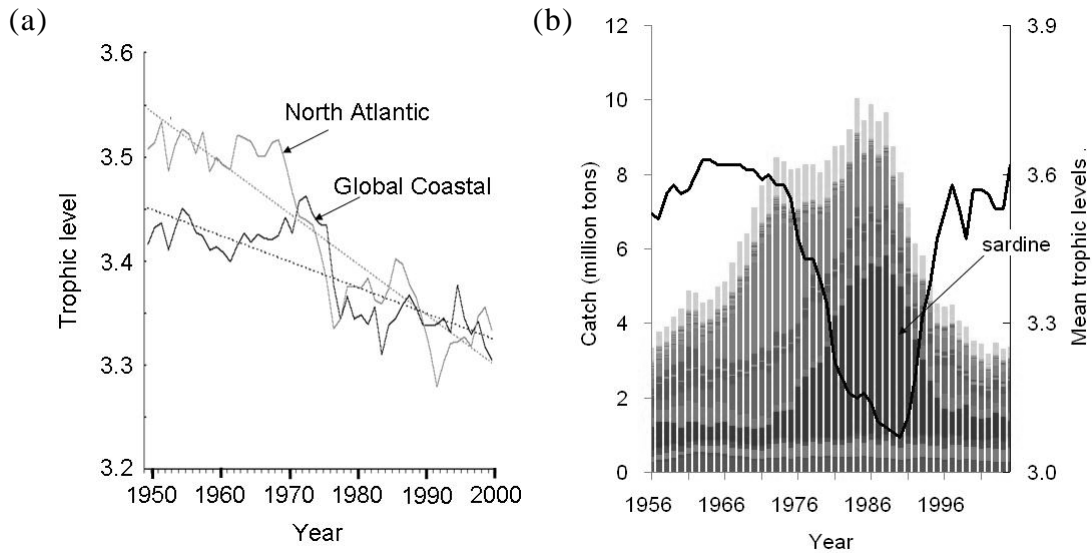 (a)
3.6
3.5
3.4
3.3
3.2
Trophic level
North Atlantic
Global Coastal
1950 1960 1970 1980 1990 2000
Year
(b)
12
10
8
6
4
2
0
Catch (million tons)
sardine
3.9
3.6
3.3
3.0
Mean trophic levels .
1956 1966 1976 1986 1996
Year